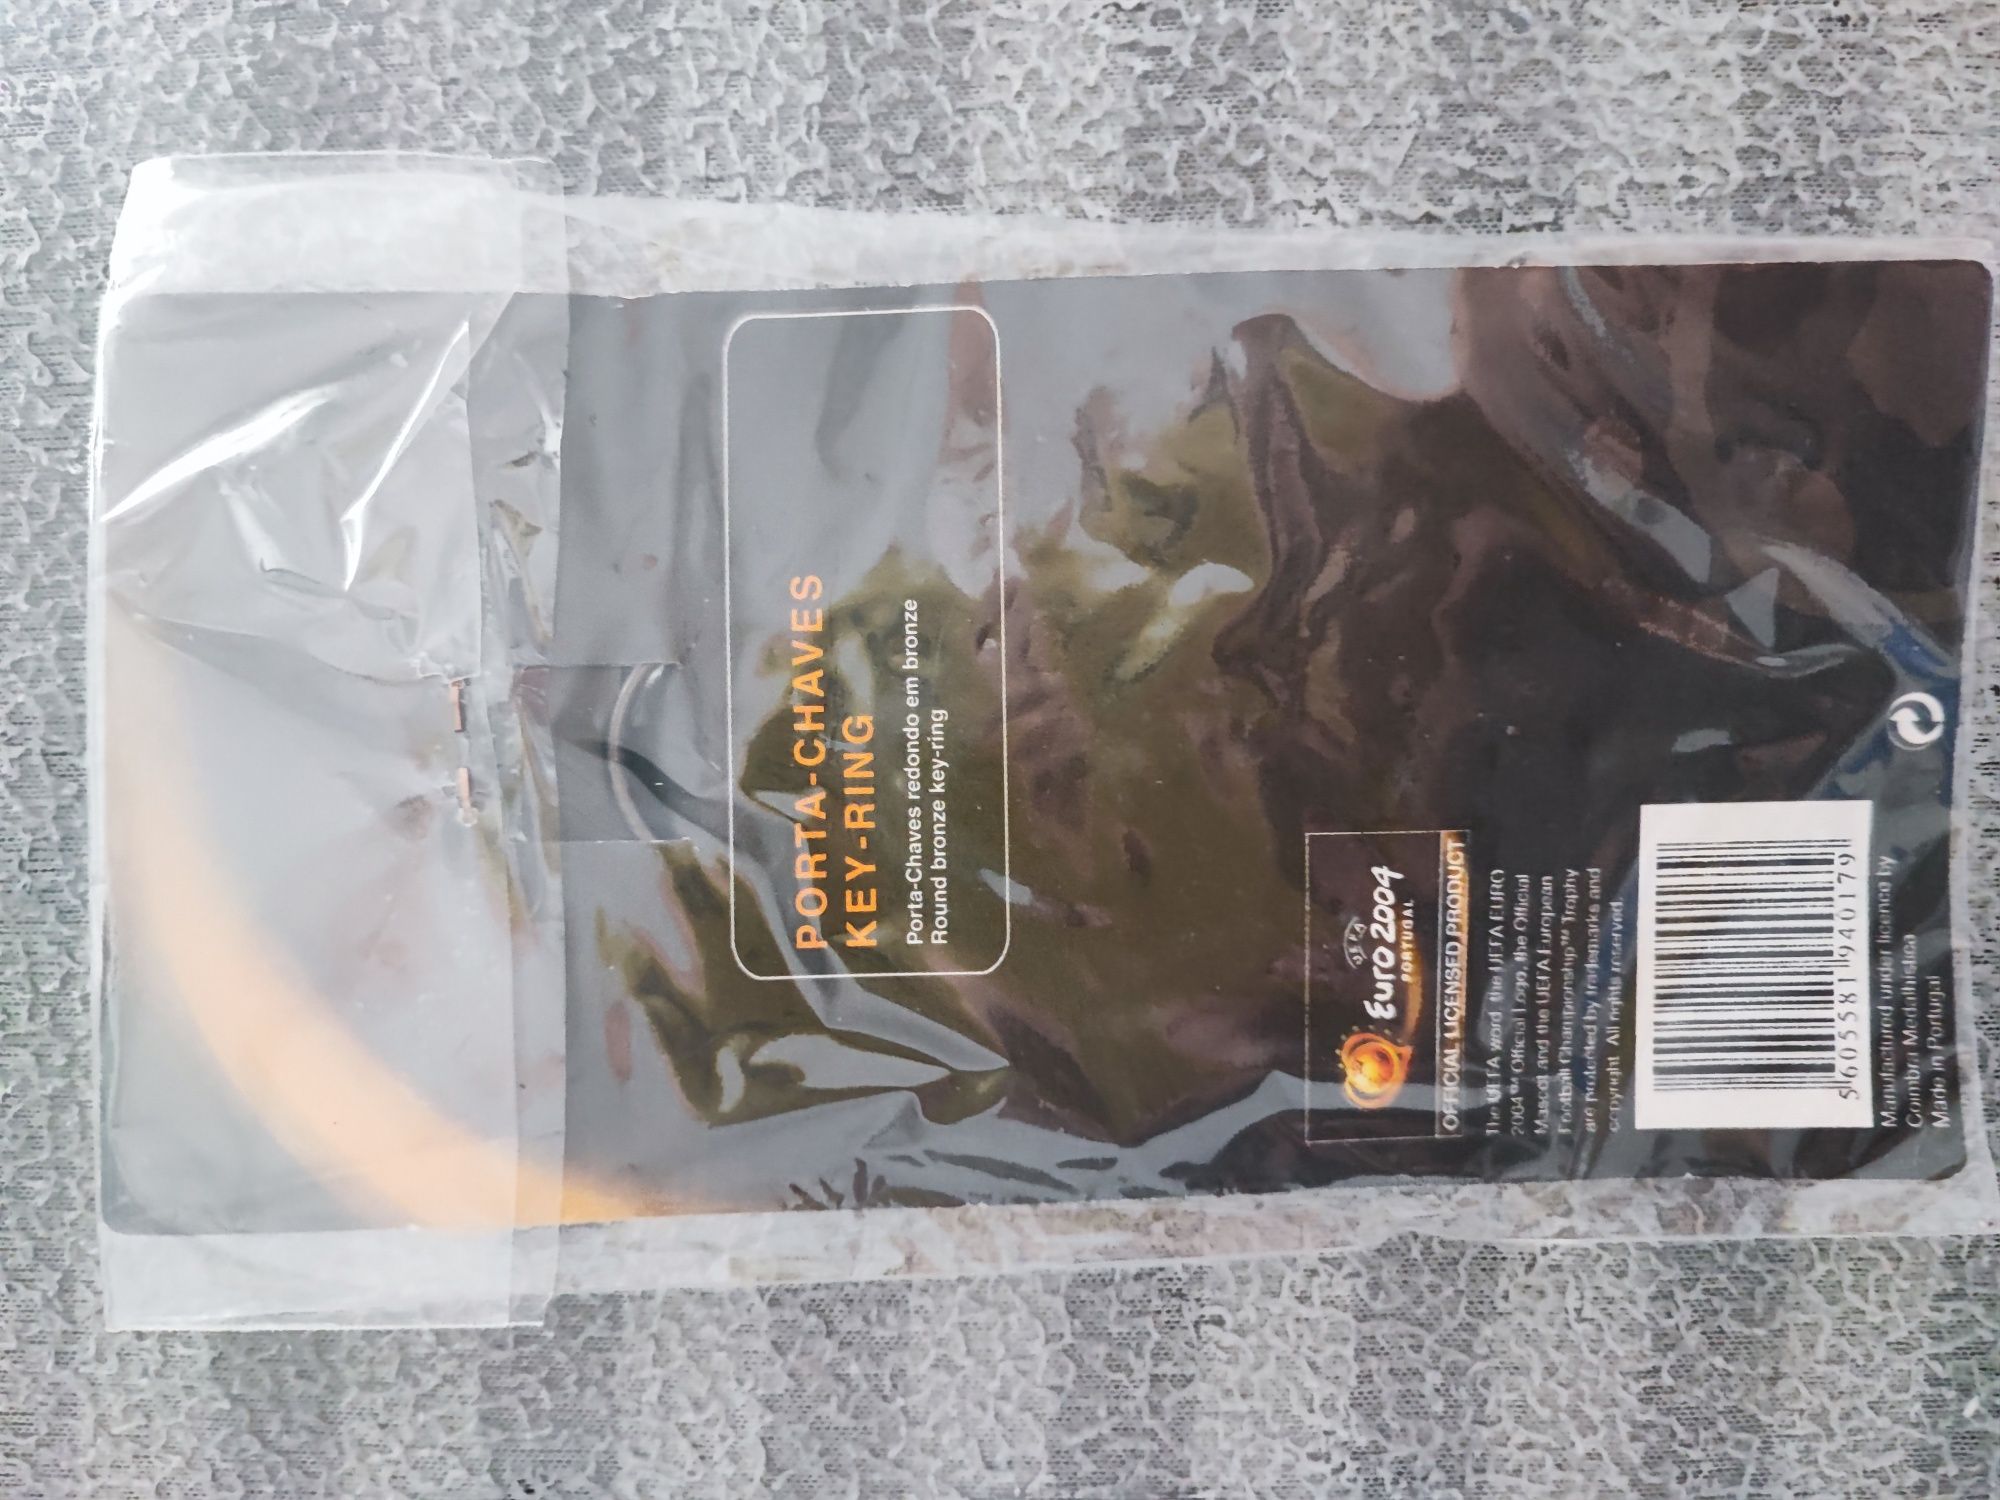 PORTA-CHAVES
KEY-RING
Porta-Chaves redondo em bronze
Round bronze key-ring
UEFA
EURO 2004
PORTUGAL
OFFICIAL LICENSED PRODUCT
The UEFA word, the UEFA EURO
2004™ Official Logo, the Official
Mascot and the UEFA European
Football Championship™ Trophy
are protected by trademarks and
copyright. All rights reserved.
5 605581 940179
Manufactured under licence by
Coimbra Medalhística
Made in Portugal